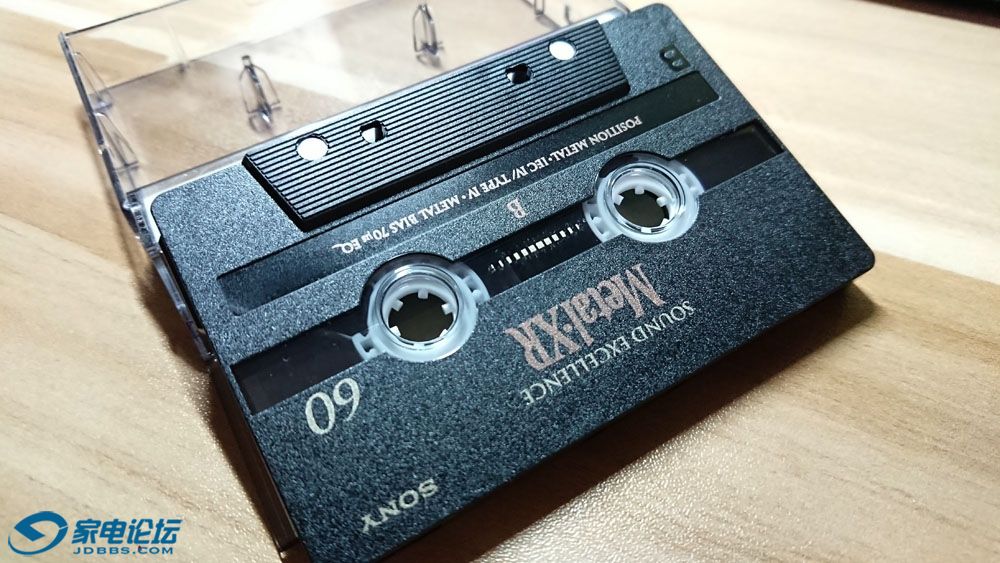 SONY
60
SOUND EXCELLENCE
Metal-XR
B
POSITION METAL•IEC IV/TYPE IV • METAL BIAS 70µs EQ.
B
家电论坛
JDBBS.COM